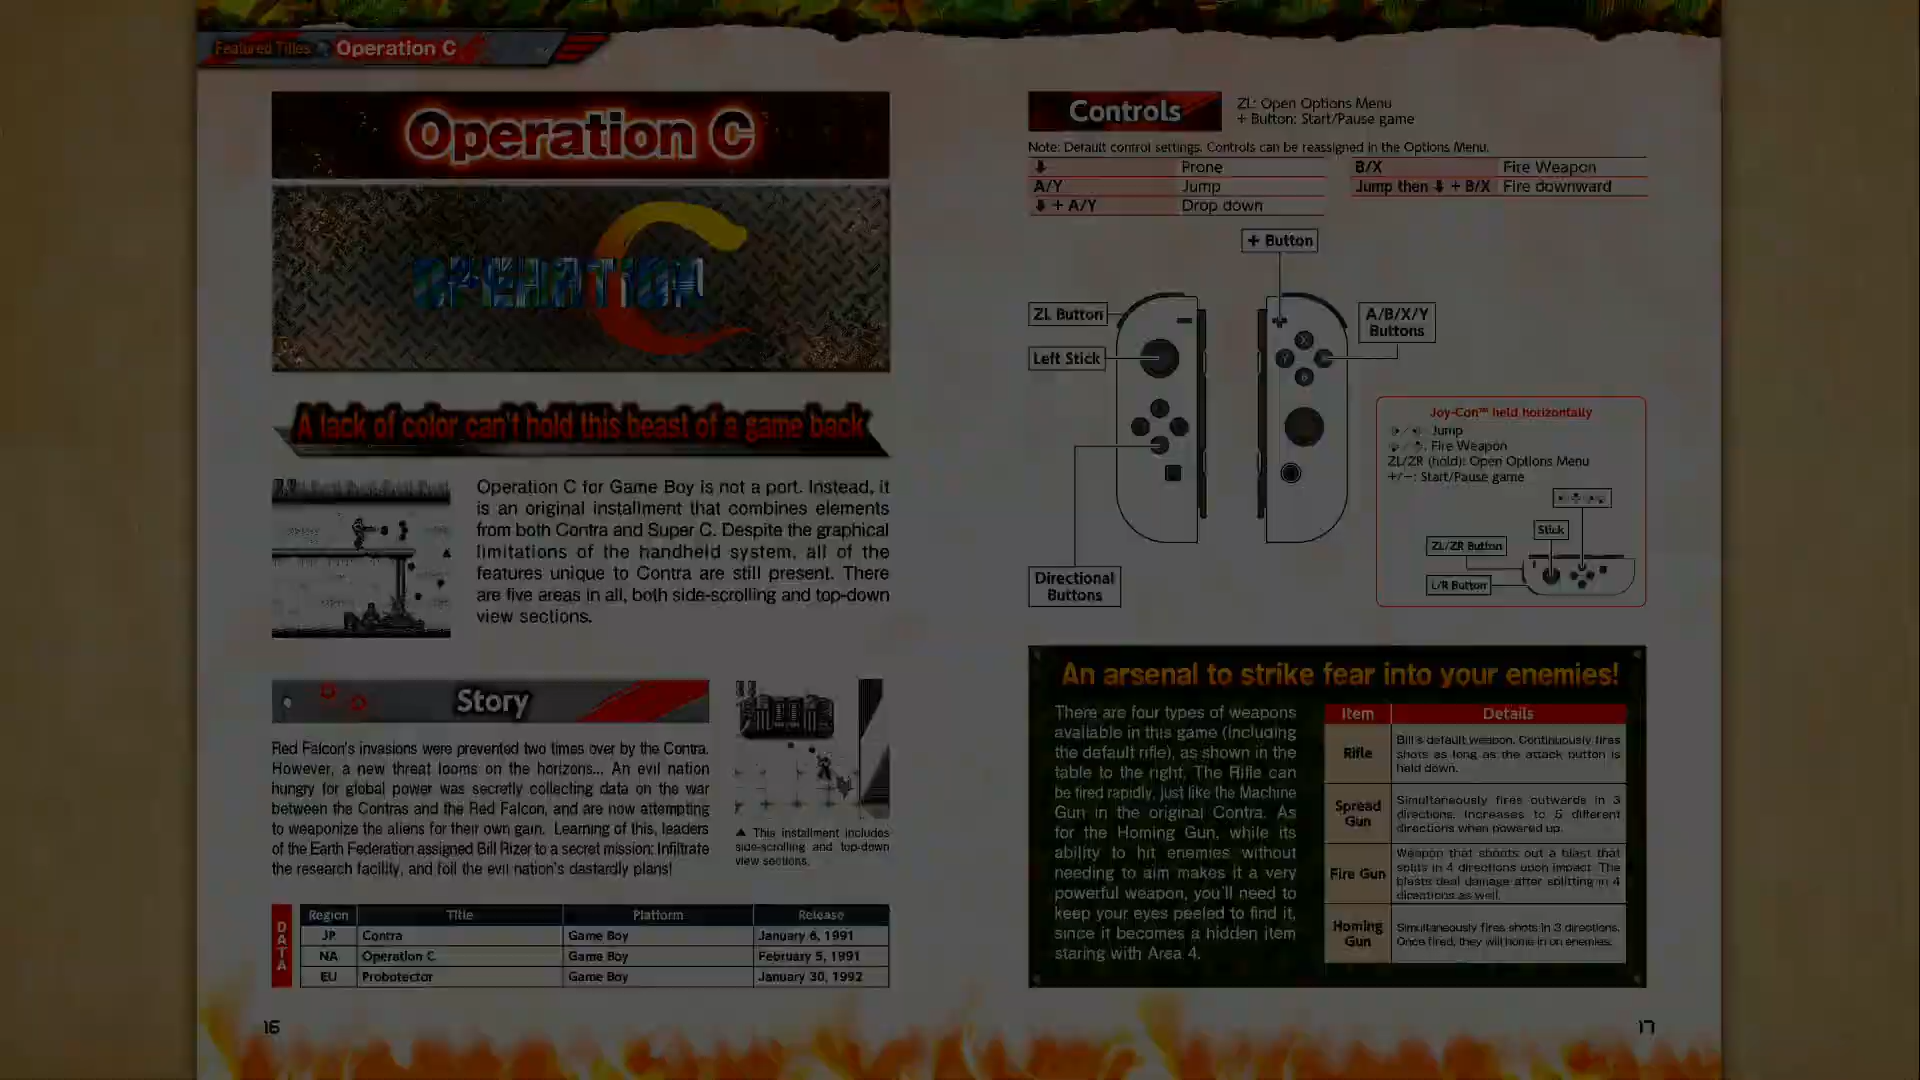 Featured Titles Operation C
Operation C
OPERATION C
A lack of color can't hold this beast of a game back
Operation C for Game Boy is not a port. Instead, it
is an original installment that combines elements
from both Contra and Super C. Despite the graphical
limitations of the handheld system, all of the
features unique to Contra are still present. There
are five areas in all, both side-scrolling and top-down
view sections.
Story
Red Falcon's invasions were prevented two times over by the Contra.
However, a new threat looms on the horizons... An evil nation
hungry for global power was secretly collecting data on the war
between the Contras and the Red Falcon, and are now attempting
to weaponize the aliens for their own gain. Learning of this, leaders
of the Earth Federation assigned Bill Rizer to a secret mission: Infiltrate
the research facility, and foil the evil nation's dastardly plans!
▲ This installment includes
side-scrolling and top-down
view sections.
DATA
Region Title Platform Release
JP Contra Game Boy January 6, 1991
NA Operation C Game Boy February 5, 1991
EU Probotector Game Boy January 30, 1992
16
Controls
ZL: Open Options Menu
+ Button: Start/Pause game
Note: Default control settings. Controls can be reassigned in the Options Menu.
⬇ Prone
A/Y Jump
⬇ + A/Y Drop down
B/X Fire Weapon
Jump then ⬇ + B/X Fire downward
+ Button
ZL Button
Left Stick
A/B/X/Y
Buttons
Directional
Buttons
Joy-Con™ held horizontally
: Jump
: Fire Weapon
ZL/ZR (hold): Open Options Menu
+/−: Start/Pause game
Stick
ZL/ZR Button
L/R Button
An arsenal to strike fear into your enemies!
There are four types of weapons
available in this game (including
the default rifle), as shown in the
table to the right. The Rifle can
be fired rapidly, just like the Machine
Gun in the original Contra. As
for the Homing Gun, while its
ability to hit enemies without
needing to aim makes it a very
powerful weapon, you'll need to
keep your eyes peeled to find it,
since it becomes a hidden item
staring with Area 4.
Item Details
Rifle
Bill's default weapon. Continuously fires
shots as long as the attack button is
held down.
Spread
Gun
Simultaneously fires outwards in 3
directions. Increases to 5 different
directions when powered up.
Fire Gun
Weapon that shoots out a blast that
splits in 4 directions upon impact. The
blasts deal damage after splitting in 4
directions as well.
Homing
Gun
Simultaneously fires shots in 3 directions.
Once fired, they will home in on enemies.
17